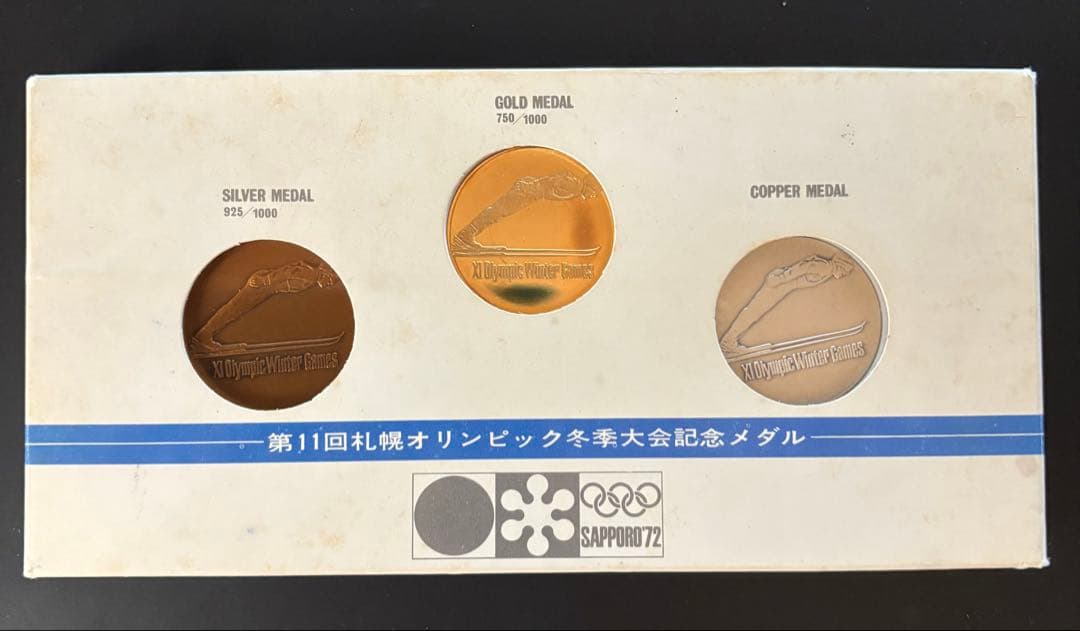 GOLD MEDAL
750/1000
SILVER MEDAL
925/1000
COPPER MEDAL
XI Olympic Winter Games
XI Olympic Winter Games
XI Olympic Winter Games
第11回札幌オリンピック冬季大会記念メダル
SAPPORO'72